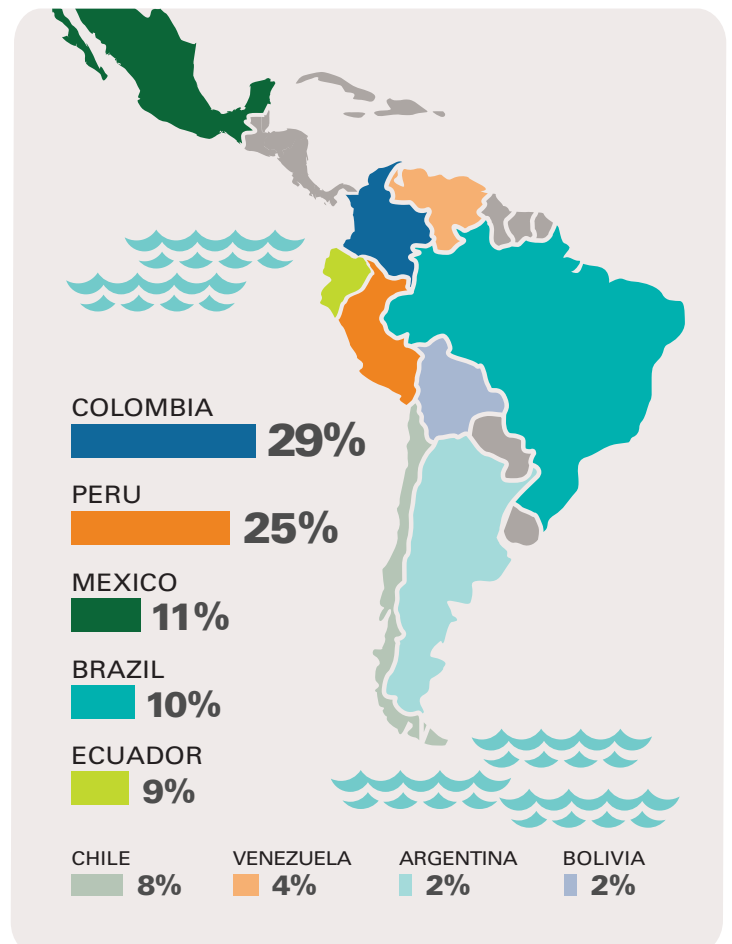 COLOMBIA
29%
PERU
25%
MEXICO
11%
BRAZIL
10%
ECUADOR
9%
CHILE
8%
VENEZUELA
4%
ARGENTINA
2%
BOLIVIA
2%